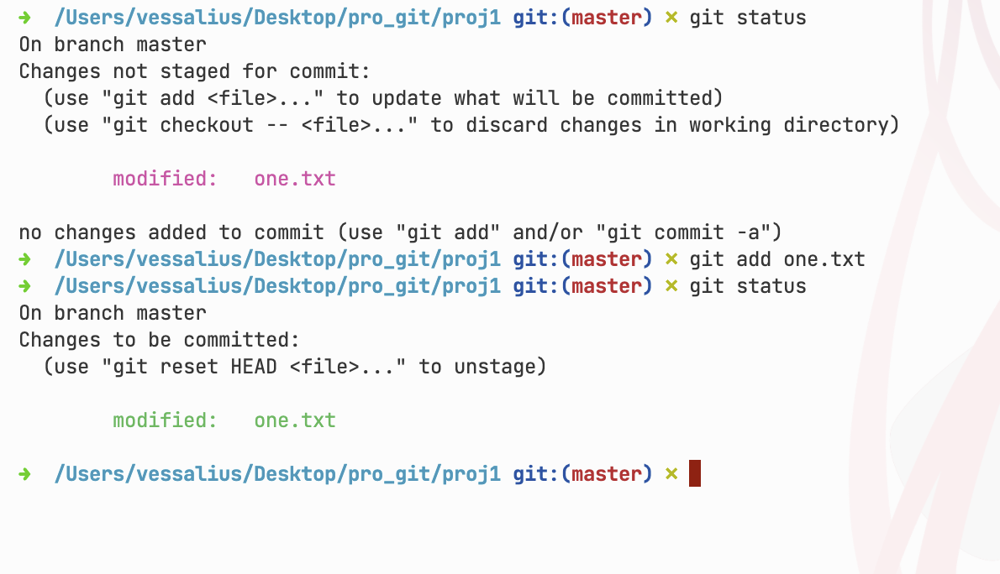 ➜  /Users/vessalius/Desktop/pro_git/proj1 git:(master) ✗ git status
On branch master
Changes not staged for commit:
  (use "git add <file>..." to update what will be committed)
  (use "git checkout -- <file>..." to discard changes in working directory)

        modified:   one.txt

no changes added to commit (use "git add" and/or "git commit -a")
➜  /Users/vessalius/Desktop/pro_git/proj1 git:(master) ✗ git add one.txt
➜  /Users/vessalius/Desktop/pro_git/proj1 git:(master) ✗ git status
On branch master
Changes to be committed:
  (use "git reset HEAD <file>..." to unstage)

        modified:   one.txt

➜  /Users/vessalius/Desktop/pro_git/proj1 git:(master) ✗